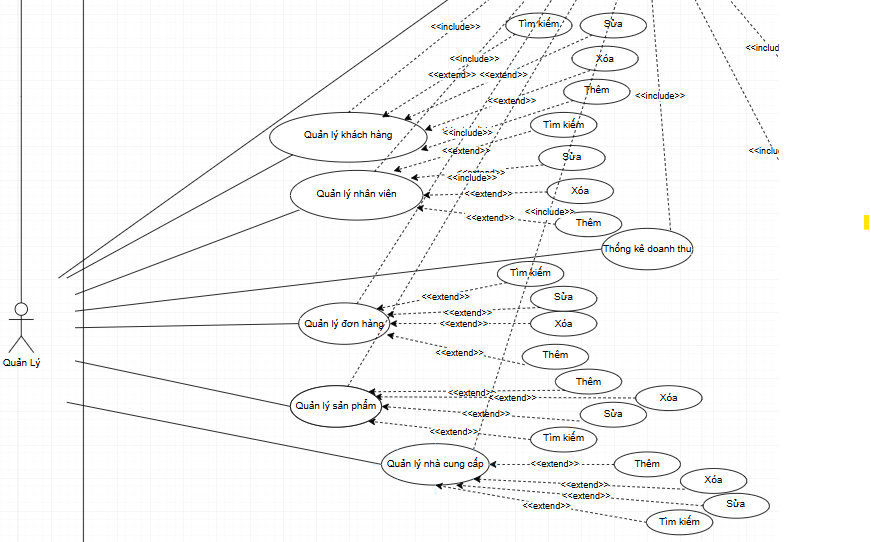 <<include>>
Tìm kiếm
Sửa
<<includ
<<include>>
Xóa
<<extend>>
<<extend>>
Thêm
<<include>>
<<extend>>
Tìm kiếm
Quản lý khách hàng
<<include>>
<<extend>>
<<inclu
Sửa
<<extend>>
<<include>>
Xóa
Quản lý nhân viên
<<extend>>
<<include>>
<<extend>>
Thêm
Thống kê doanh thu
Tìm kiếm
<<extend>>
Sửa
<<extend>>
Quản lý đơn hàng
<<extend>>
Xóa
<<extend>>
Thêm
Quản Lý
Thêm
<<extend>>
<<extend>>
Xóa
Quản lý sản phẩm
<<extend>>
Sửa
<<extend>>
Tìm kiếm
Quản lý nhà cung cấp
<<extend>>
Thêm
Xóa
<<extend>>
<<extend>>
Sửa
<<extend>>
Tìm kiếm